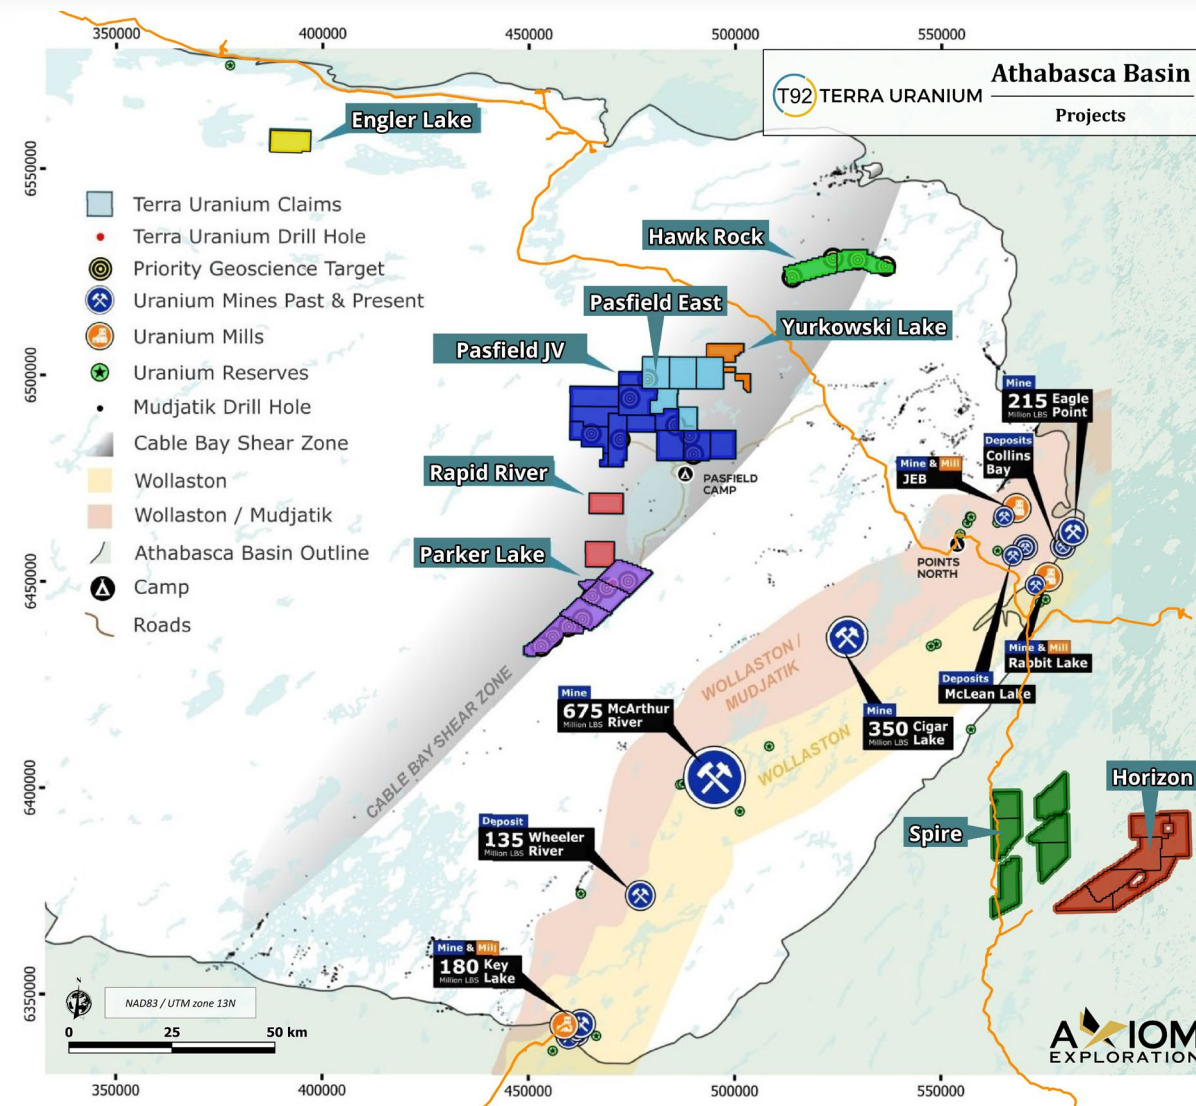 350000
400000
450000
500000
550000
Athabasca Basin
T92
TERRA URANIUM
Projects
Engler Lake
6550000
Terra Uranium Claims
Terra Uranium Drill Hole
Priority Geoscience Target
Uranium Mines Past & Present
Uranium Mills
Uranium Reserves
Mudjatik Drill Hole
Cable Bay Shear Zone
Wollaston
Wollaston / Mudjatik
Athabasca Basin Outline
Camp
Roads
Hawk Rock
Pasfield East
Yurkowski Lake
Pasfield JV
6500000
Mine
215 Eagle
Million LBS Point
Deposits
Collins
Bay
Mine & Mill
JEB
Rapid River
PASFIELD
CAMP
Parker Lake
POINTS
NORTH
6450000
WOLLASTON /
MUDJATIK
Mine & Mill
Rabbit Lake
Deposits
McLean Lake
CABLE BAY SHEAR ZONE
Mine
675 McArthur
Million LBS River
Mine
350 Cigar
Million LBS Lake
WOLLASTON
6400000
Horizon
Spire
Deposit
135 Wheeler
Million LBS River
Mine & Mill
180 Key
Million LBS Lake
6350000
N
NAD83 / UTM zone 13N
0
25
50 km
AXIOM
EXPLORATION
350000
400000
450000
500000
550000